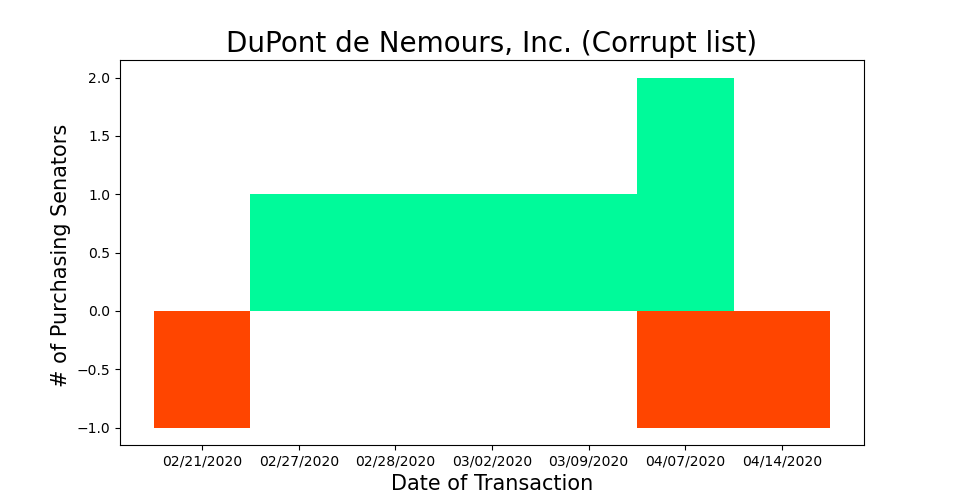 DuPont de Nemours, Inc. (Corrupt list)
# of Purchasing Senators
2.0
1.5
1.0
0.5
0.0
−0.5
−1.0
02/21/2020 02/27/2020 02/28/2020 03/02/2020 03/09/2020 04/07/2020 04/14/2020
Date of Transaction